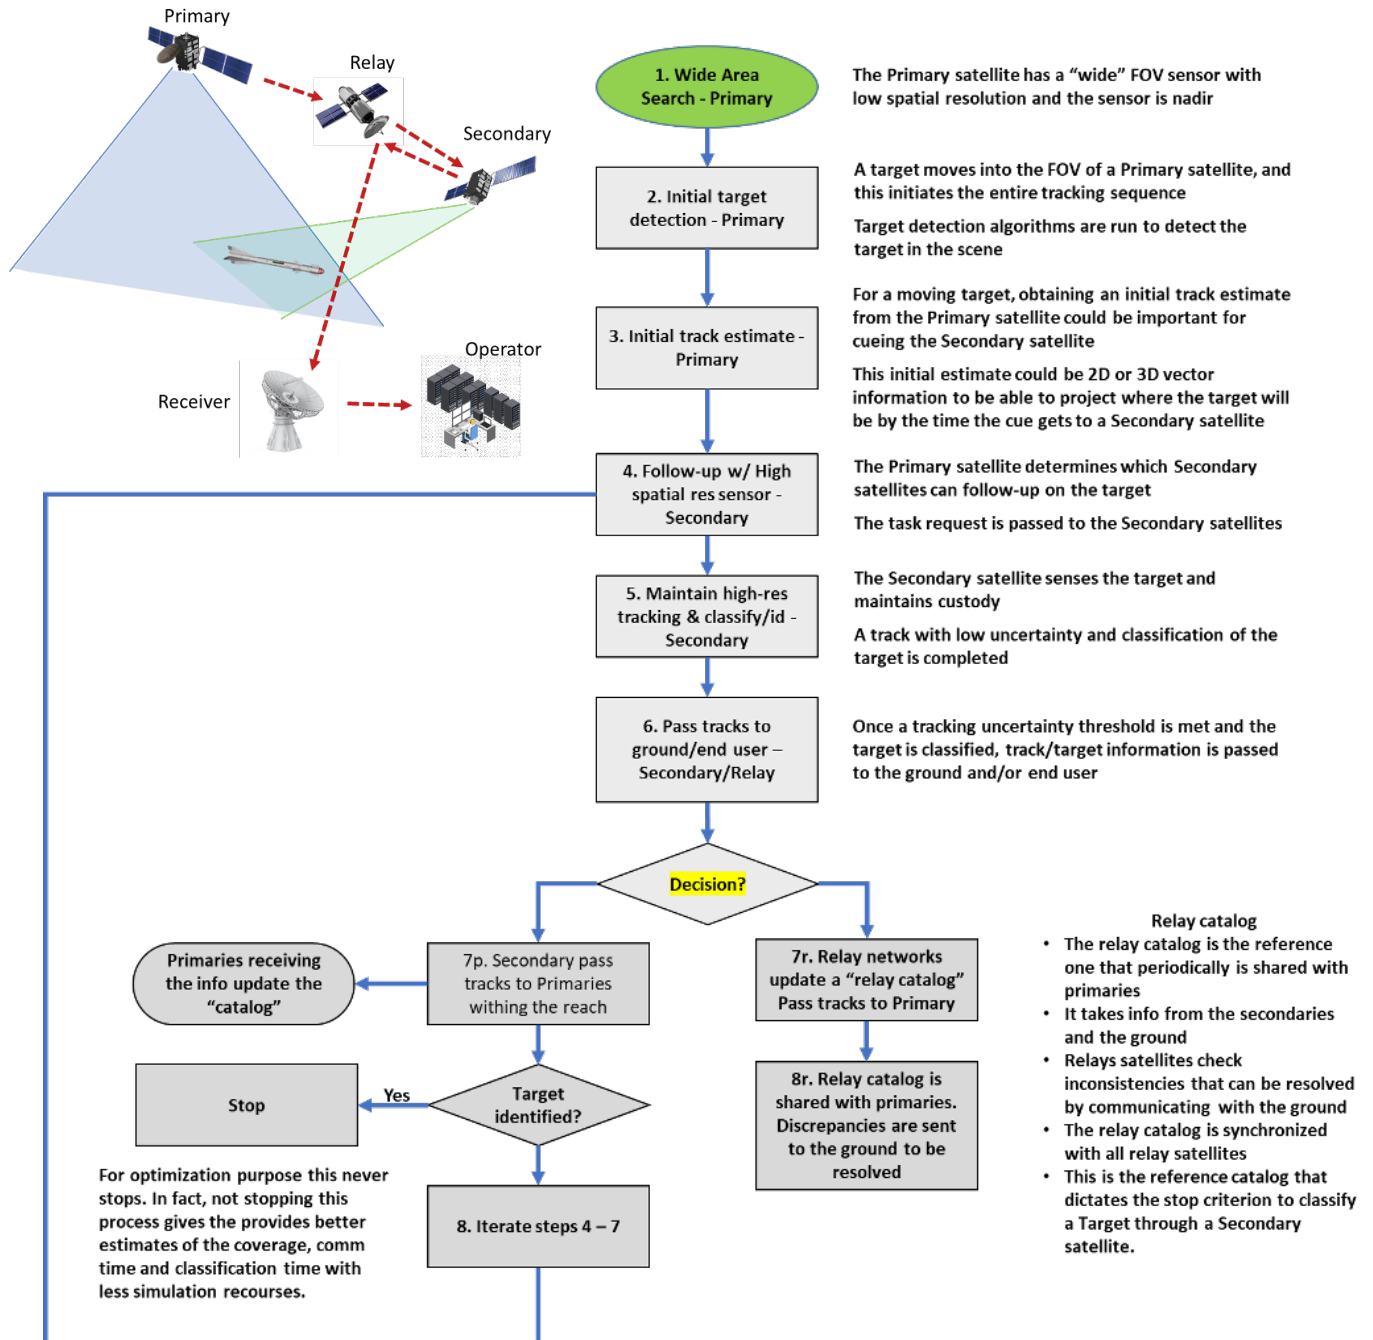 Primary
Relay
Secondary
Operator
Receiver
1. Wide Area
Search - Primary
The Primary satellite has a “wide” FOV sensor with
low spatial resolution and the sensor is nadir
2. Initial target
detection - Primary
A target moves into the FOV of a Primary satellite, and
this initiates the entire tracking sequence
Target detection algorithms are run to detect the
target in the scene
3. Initial track estimate -
Primary
For a moving target, obtaining an initial track estimate
from the Primary satellite could be important for
cueing the Secondary satellite
This initial estimate could be 2D or 3D vector
information to be able to project where the target will
be by the time the cue gets to a Secondary satellite
4. Follow-up w/ High
spatial res sensor -
Secondary
The Primary satellite determines which Secondary
satellites can follow-up on the target
The task request is passed to the Secondary satellites
5. Maintain high-res
tracking & classify/id -
Secondary
The Secondary satellite senses the target and
maintains custody
A track with low uncertainty and classification of the
target is completed
6. Pass tracks to
ground/end user –
Secondary/Relay
Once a tracking uncertainty threshold is met and the
target is classified, track/target information is passed
to the ground and/or end user
Decision?
Primaries receiving
the info update the
“catalog”
7p. Secondary pass
tracks to Primaries
withing the reach
7r. Relay networks
update a “relay catalog”
Pass tracks to Primary
Stop
Yes
Target
identified?
8r. Relay catalog is
shared with primaries.
Discrepancies are sent
to the ground to be
resolved
For optimization purpose this never
stops. In fact, not stopping this
process gives the provides better
estimates of the coverage, comm
time and classification time with
less simulation recourses.
8. Iterate steps 4 – 7
Relay catalog
• The relay catalog is the reference
one that periodically is shared with
primaries
• It takes info from the secondaries
and the ground
• Relays satellites check
inconsistencies that can be resolved
by communicating with the ground
• The relay catalog is synchronized
with all relay satellites
• This is the reference catalog that
dictates the stop criterion to classify
a Target through a Secondary
satellite.